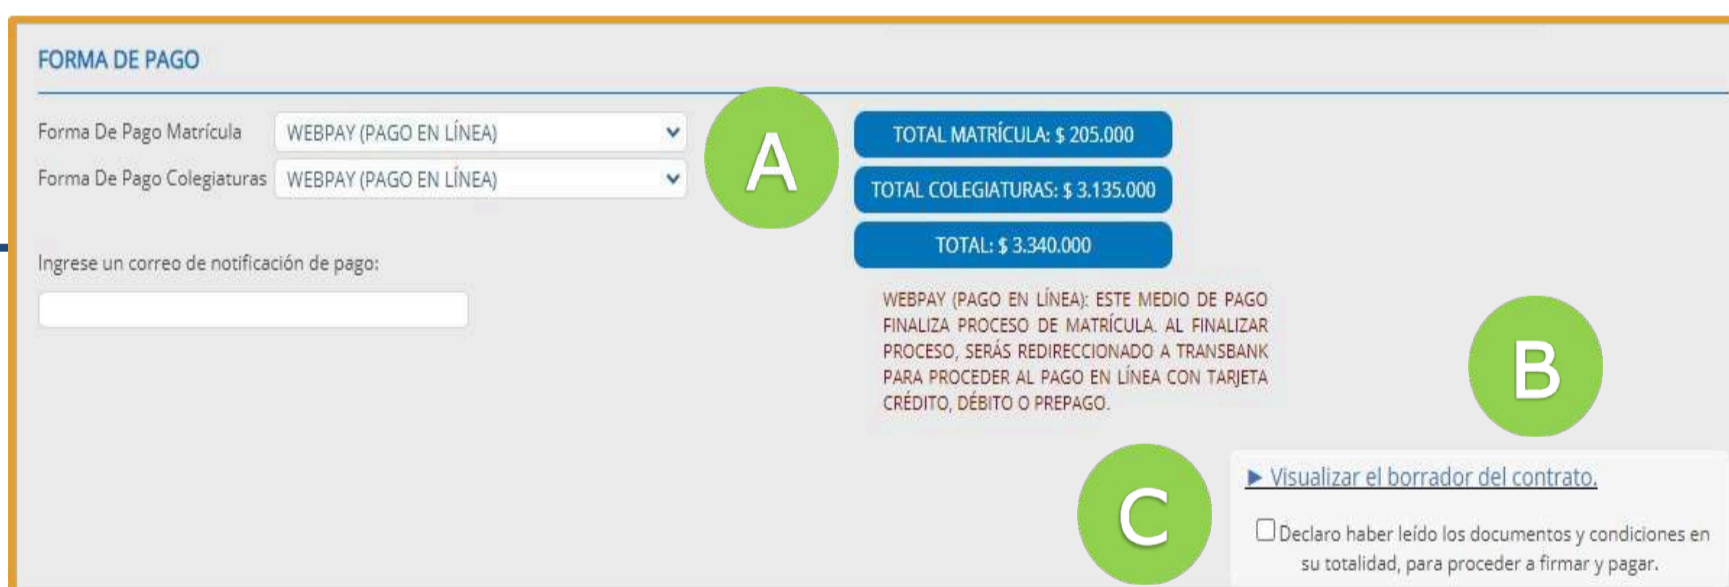 FORMA DE PAGO
Forma De Pago Matrícula
WEBPAY (PAGO EN LÍNEA)
Forma De Pago Colegiaturas
WEBPAY (PAGO EN LÍNEA)
A
TOTAL MATRÍCULA: $ 205.000
TOTAL COLEGIATURAS: $ 3.135.000
TOTAL: $ 3.340.000
Ingrese un correo de notificación de pago:
WEBPAY (PAGO EN LÍNEA): ESTE MEDIO DE PAGO
FINALIZA PROCESO DE MATRÍCULA. AL FINALIZAR
PROCESO, SERÁS REDIRECCIONADO A TRANSBANK
PARA PROCEDER AL PAGO EN LÍNEA CON TARJETA
CRÉDITO, DÉBITO O PREPAGO.
B
Visualizar el borrador del contrato.
C
Declaro haber leído los documentos y condiciones en
su totalidad, para proceder a firmar y pagar.